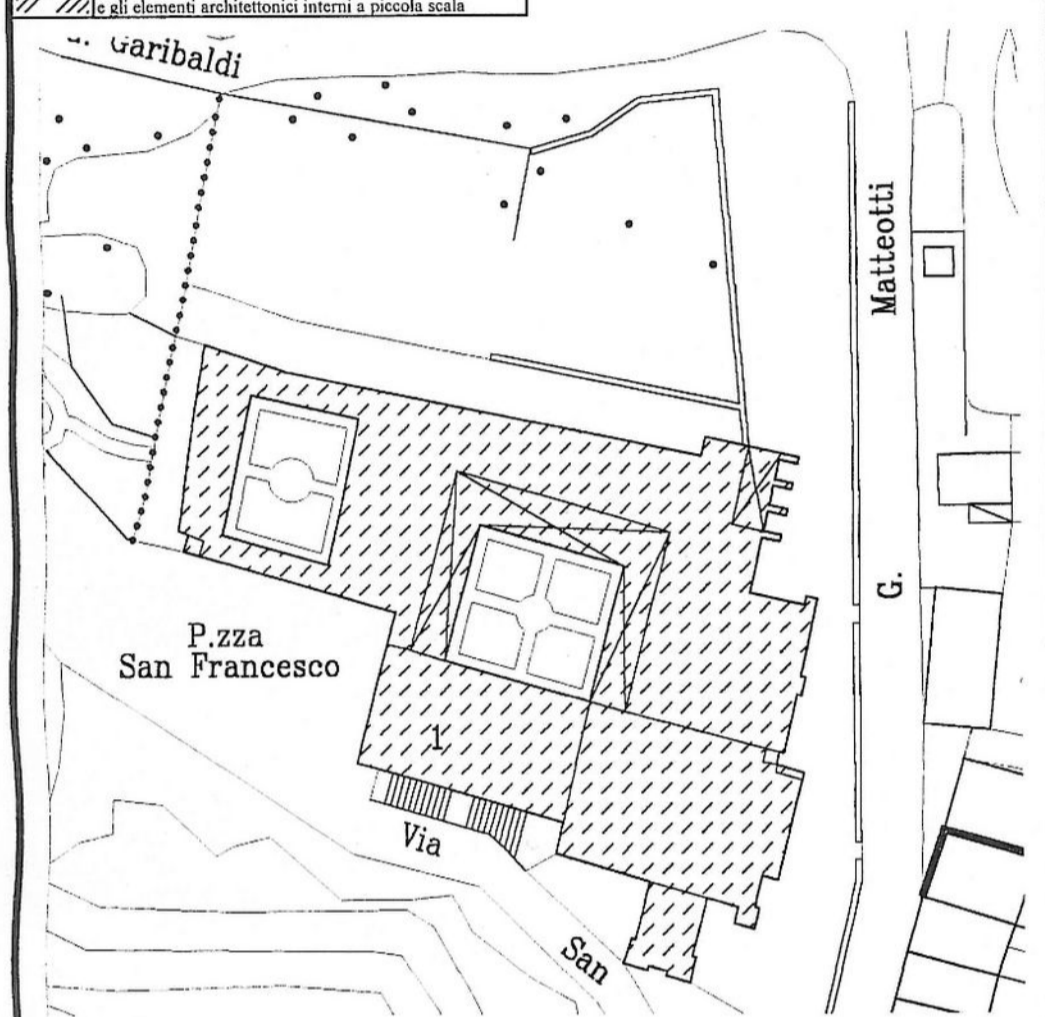 e gli elementi architettonici interni a piccola scala
Garibaldi
Matteotti
G.
P.zza
San Francesco
1
Via
San